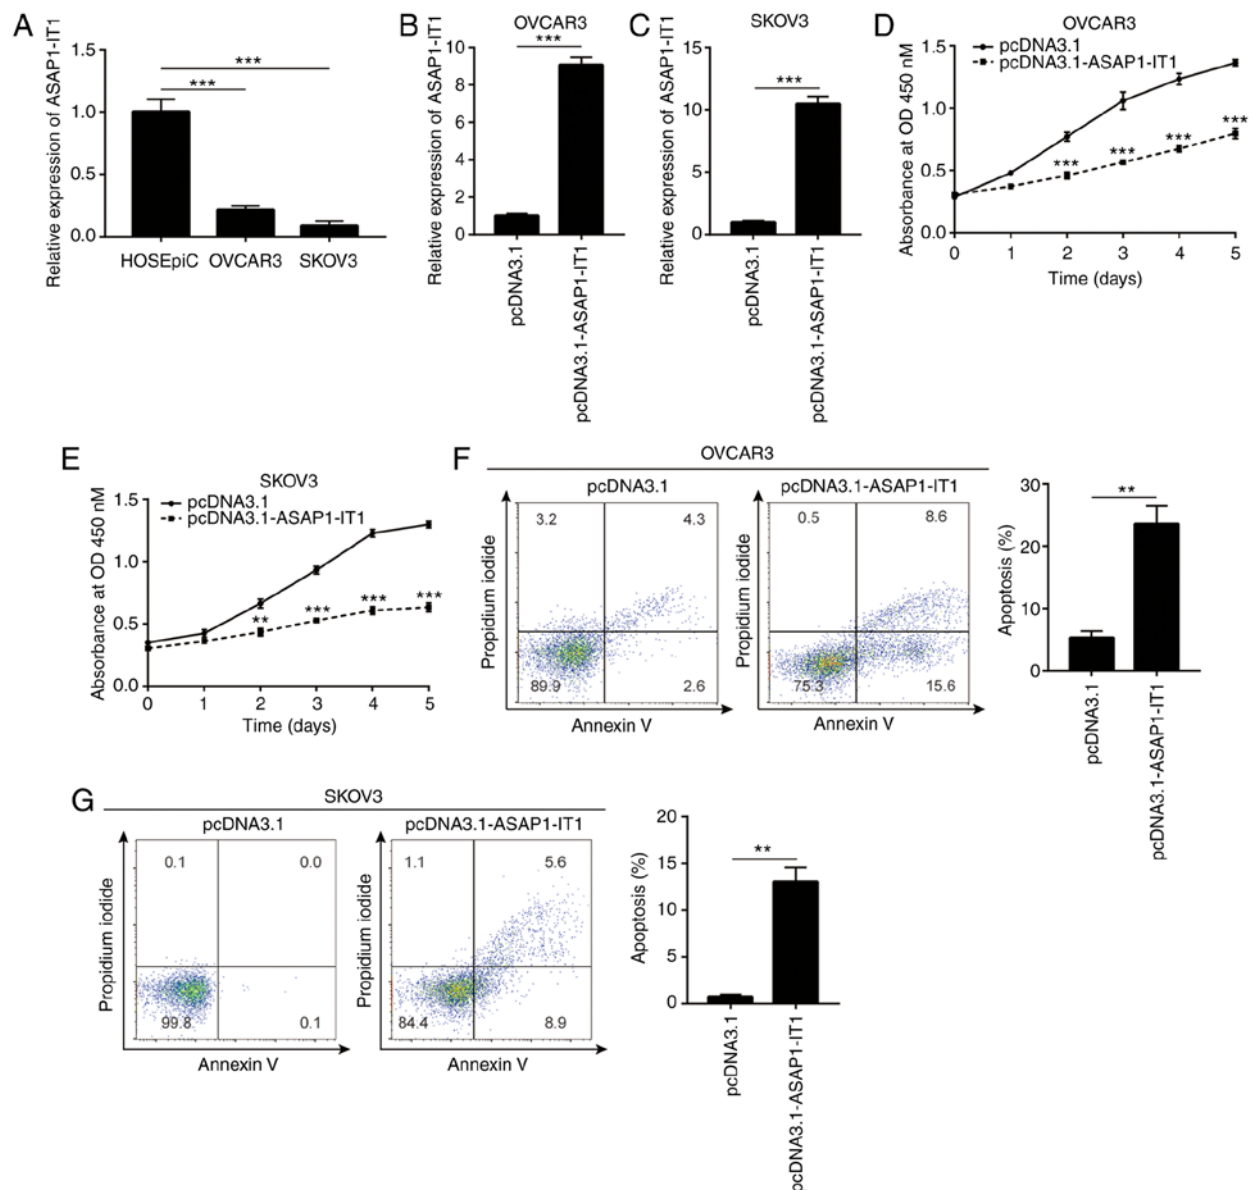 A
Relative expression of ASAP1-IT1
1.5
1.0
0.5
0.0
***
***
HOSEpiC OVCAR3 SKOV3
B
OVCAR3
Relative expression of ASAP1-IT1
10
8
6
4
2
0
***
pcDNA3.1
pcDNA3.1-ASAP1-IT1
C
SKOV3
Relative expression of ASAP1-IT1
15
10
5
0
***
pcDNA3.1
pcDNA3.1-ASAP1-IT1
D
OVCAR3
Absorbance at OD 450 nM
1.5
1.0
0.5
0.0
pcDNA3.1
pcDNA3.1-ASAP1-IT1
*** *** *** ***
0 1 2 3 4 5
Time (days)
E
SKOV3
Absorbance at OD 450 nM
1.5
1.0
0.5
0.0
pcDNA3.1
pcDNA3.1-ASAP1-IT1
** *** *** ***
0 1 2 3 4 5
Time (days)
F
OVCAR3
pcDNA3.1
Propidium iodide
3.2 4.3
89.9 2.6
Annexin V
pcDNA3.1-ASAP1-IT1
Propidium iodide
0.5 8.6
75.3 15.6
Annexin V
Apoptosis (%)
30
20
10
0
**
pcDNA3.1
pcDNA3.1-ASAP1-IT1
G
SKOV3
pcDNA3.1
Propidium iodide
0.1 0.0
99.8 0.1
Annexin V
pcDNA3.1-ASAP1-IT1
Propidium iodide
1.1 5.6
84.4 8.9
Annexin V
Apoptosis (%)
20
15
10
5
0
**
pcDNA3.1
pcDNA3.1-ASAP1-IT1